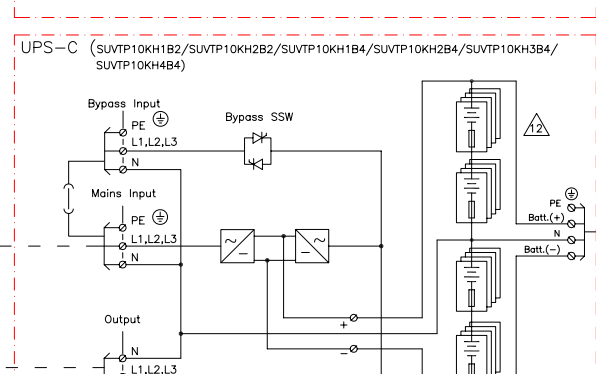 UPS-C (SUVTP10KH1B2/SUVTP10KH2B2/SUVTP10KH1B4/SUVTP10KH2B4/SUVTP10KH3B4/
SUVTP10KH4B4)
Bypass Input
PE
L1,L2,L3
N
Bypass SSW
12
Mains Input
PE
L1,L2,L3
N
~
–
–
~
PE
Batt.(+)
N
Batt.(–)
+
–
Output
N
L1,L2,L3